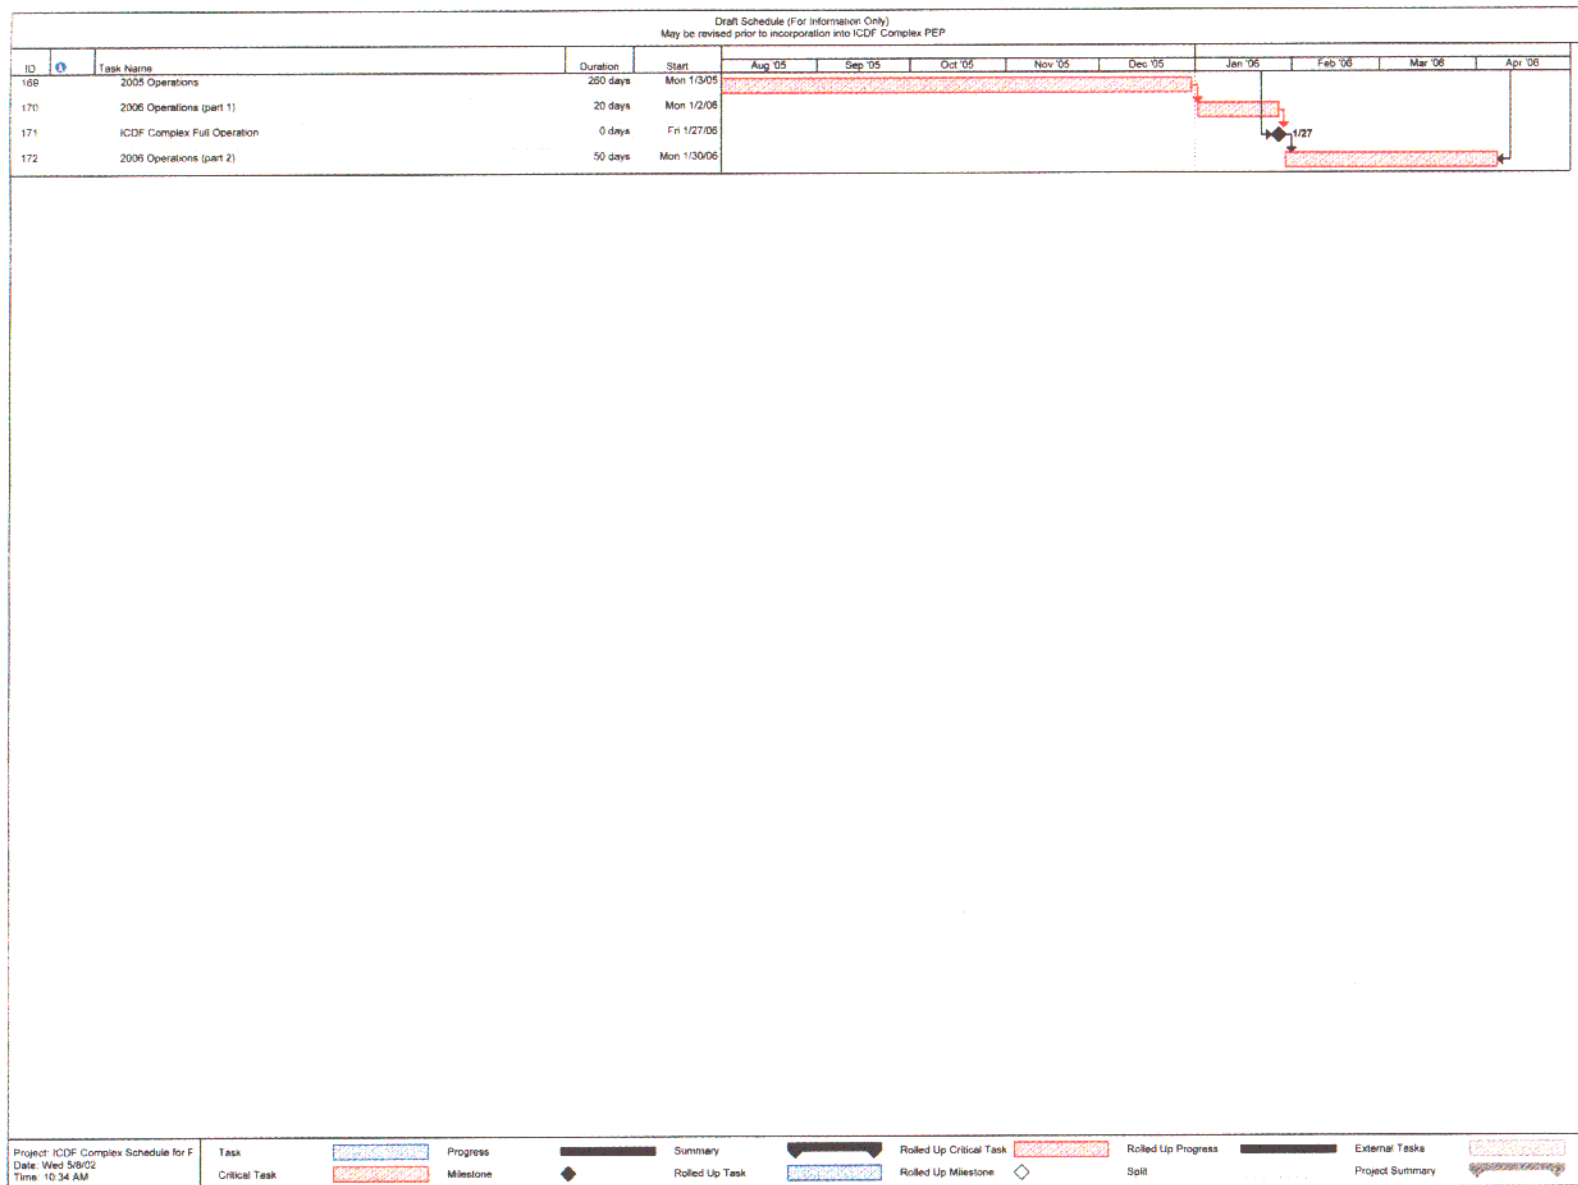 Draft Schedule (For Information Only)
May be revised prior to incorporation into ICDF Complex PEP
ID Task Name Duration Start Aug '05 Sep '05 Oct '05 Nov '05 Dec '05 Jan '06 Feb '06 Mar '06 Apr '06
169 2005 Operations 260 days Mon 1/3/05
170 2006 Operations (part 1) 20 days Mon 1/2/06
171 ICDF Complex Full Operation 0 days Fri 1/27/06 1/27
172 2006 Operations (part 2) 50 days Mon 1/30/06
Project: ICDF Complex Schedule for F
Date: Wed 5/8/02
Time: 10:34 AM
Task Progress Summary Rolled Up Critical Task Rolled Up Progress External Tasks
Critical Task Milestone Rolled Up Task Rolled Up Milestone Split Project Summary